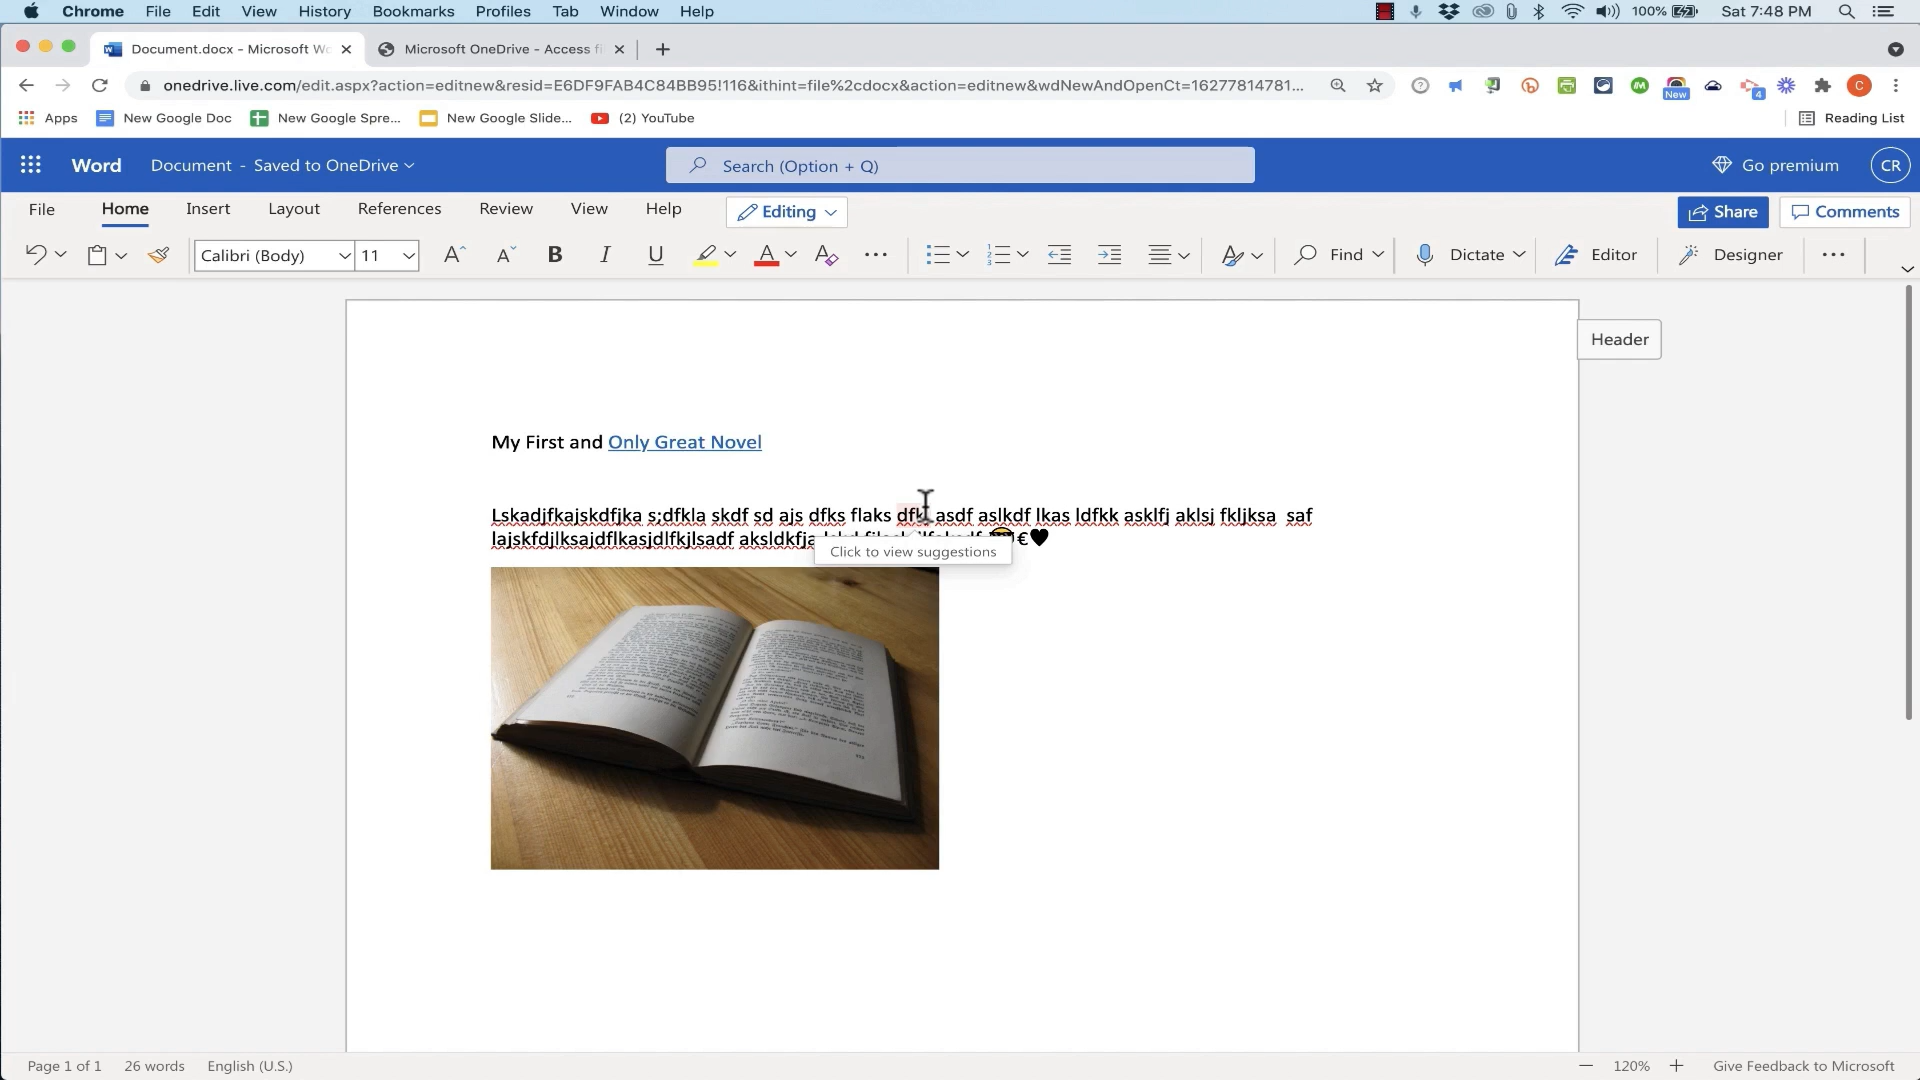 Chrome File Edit View History Bookmarks Profiles Tab Window Help 100% Sat 7:48 PM
Document.docx - Microsoft Wo Microsoft OneDrive - Access fi
onedrive.live.com/edit.aspx?action=editnew&resid=E6DF9FAB4C84BB95!116&ithint=file%2cdocx&action=editnew&wdNewAndOpenCt=16277814781... New 4 C
Apps New Google Doc New Google Spre... New Google Slide... (2) YouTube Reading List
Word Document - Saved to OneDrive Search (Option + Q) Go premium CR
File Home Insert Layout References Review View Help Editing Share Comments
Calibri (Body) 11 A A B I U A A Find Dictate Editor Designer
Header
My First and Only Great Novel
Lskadjfkajskdfjka s;dfkla skdf sd ajs dfks flaks asdf aslkdf lkas ldfkk asklfj aklsj fkljksa saf
lajskfdjlksajdflkasjdlfkjlsadf €♥
Click to view suggestions
Page 1 of 1 26 words English (U.S.) 120% Give Feedback to Microsoft